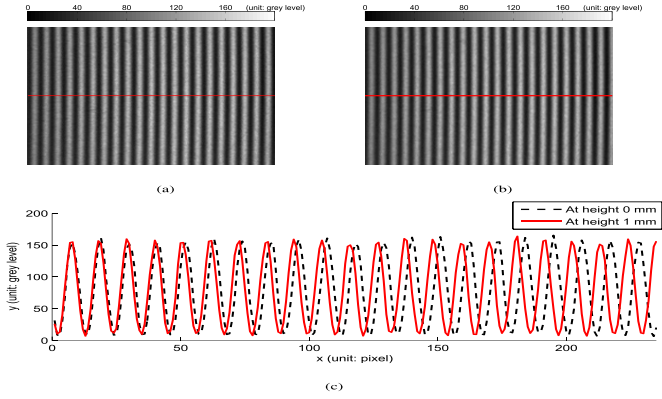 0 40 80 120 160 (unit: grey level)
0 40 80 120 160 (unit: grey level)
(a)
(b)
At height 0 mm
At height 1 mm
200
150
100
50
0
y (unit: grey level)
0 50 100 150 200
x (unit: pixel)
(c)